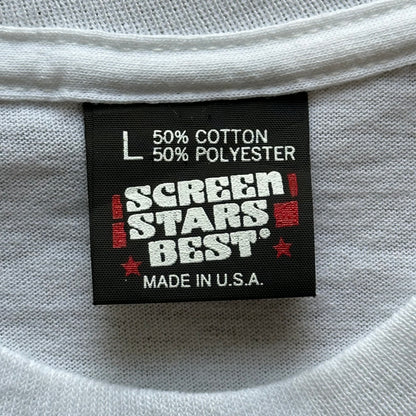 L 50% COTTON
50% POLYESTER
SCREEN
STARS
BEST®
MADE IN U.S.A.